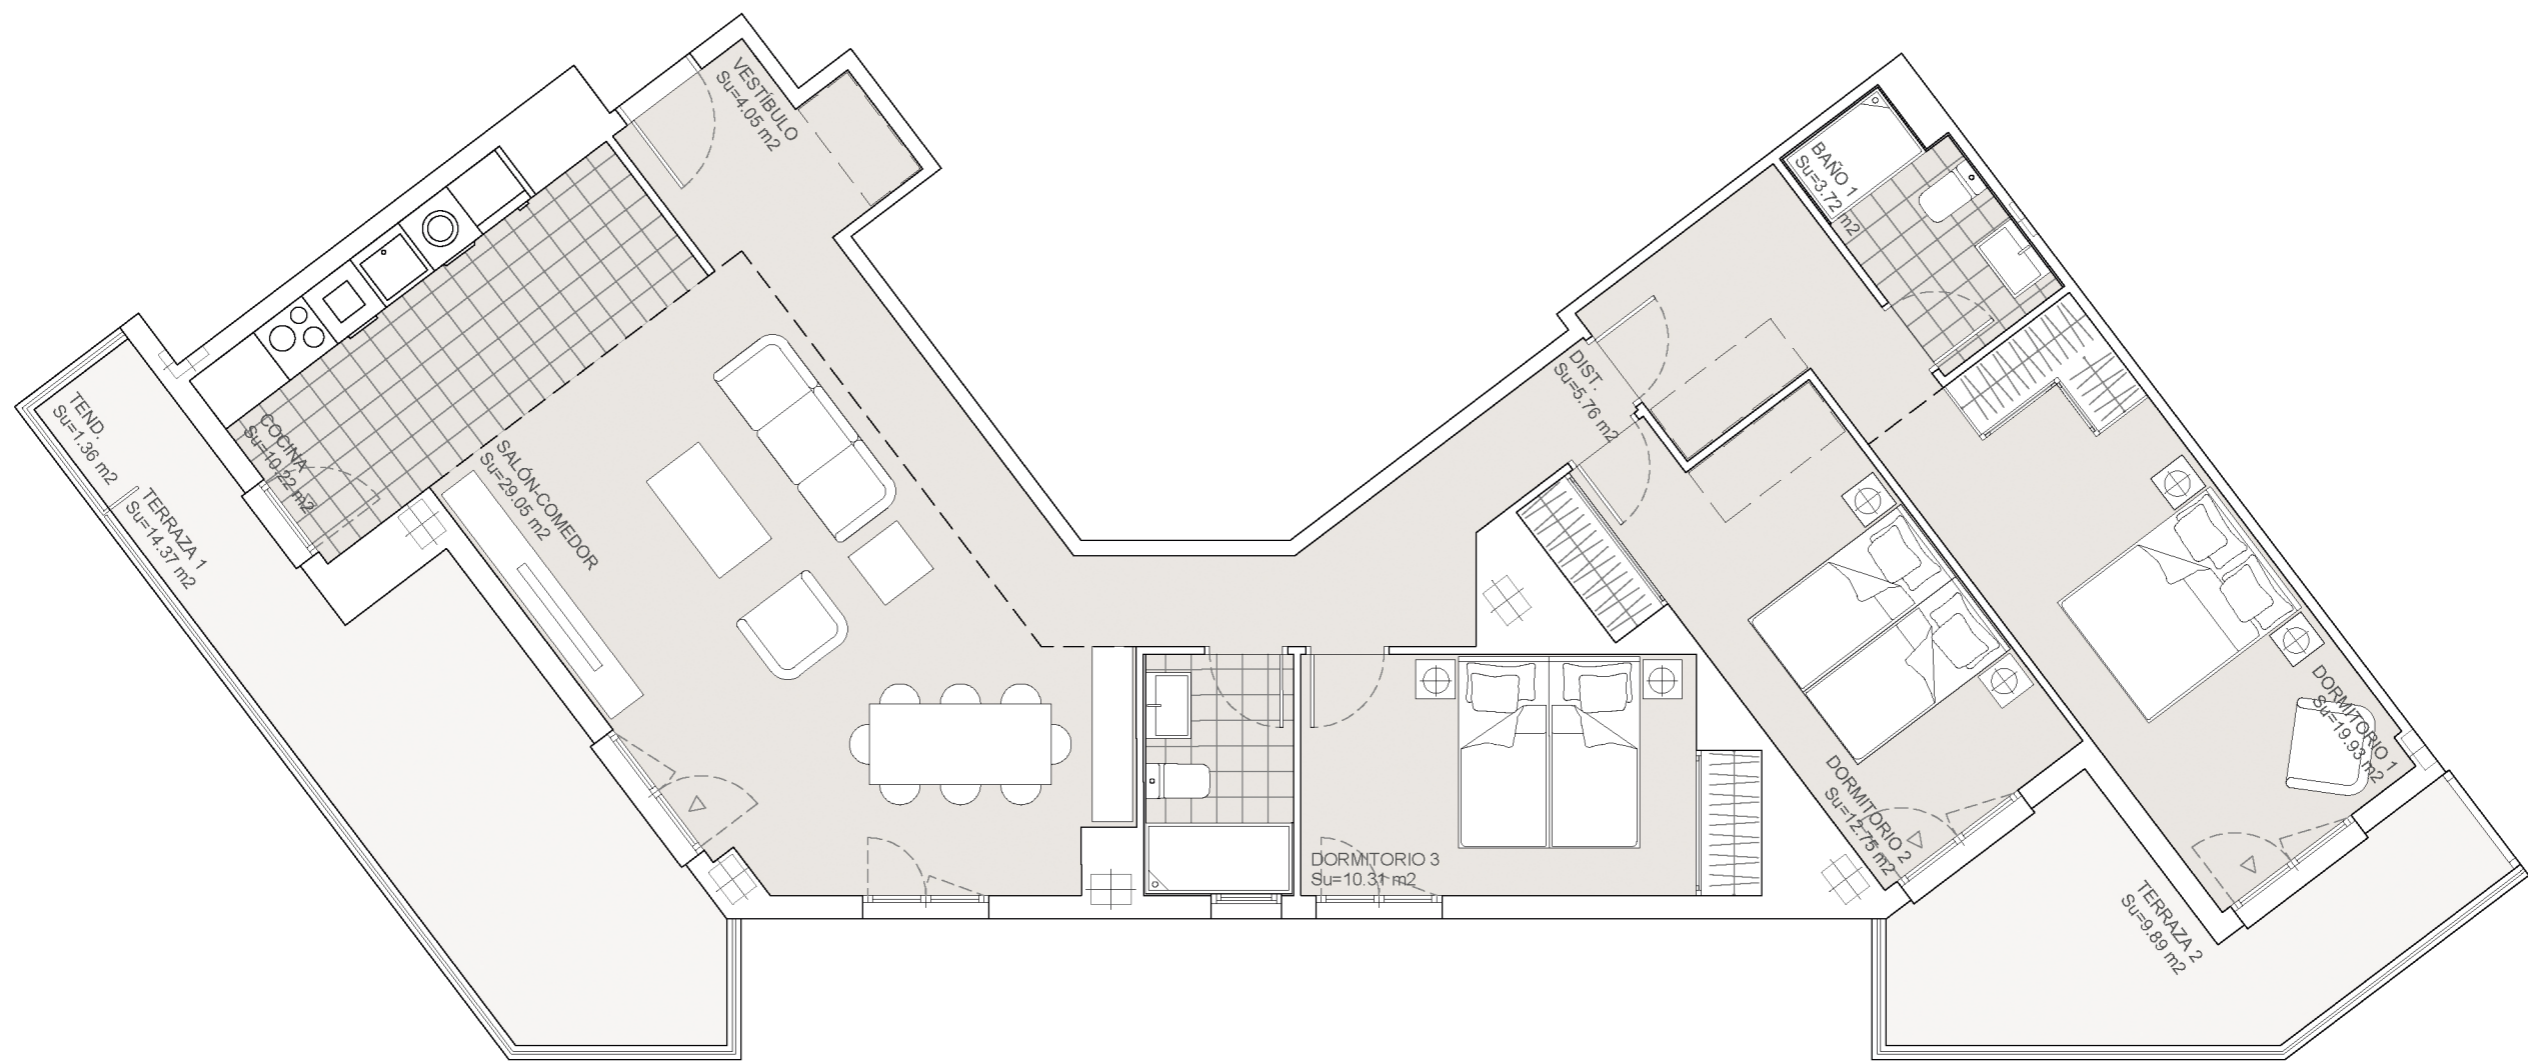 VESTÍBULO
Su=4.05 m2
TEND.
Su=1.36 m2
TERRAZA 1
Su=14.37 m2
COCINA
Su=10.22 m2
SALÓN-COMEDOR
Su=29.05 m2
DIST.
Su=5.76 m2
BAÑO 1
Su=3.72 m2
DORMITORIO 3
Su=10.31 m2
DORMITORIO 2
Su=12.75 m2
DORMITORIO 1
Su=19.93 m2
TERRAZA 2
Su=9.89 m2